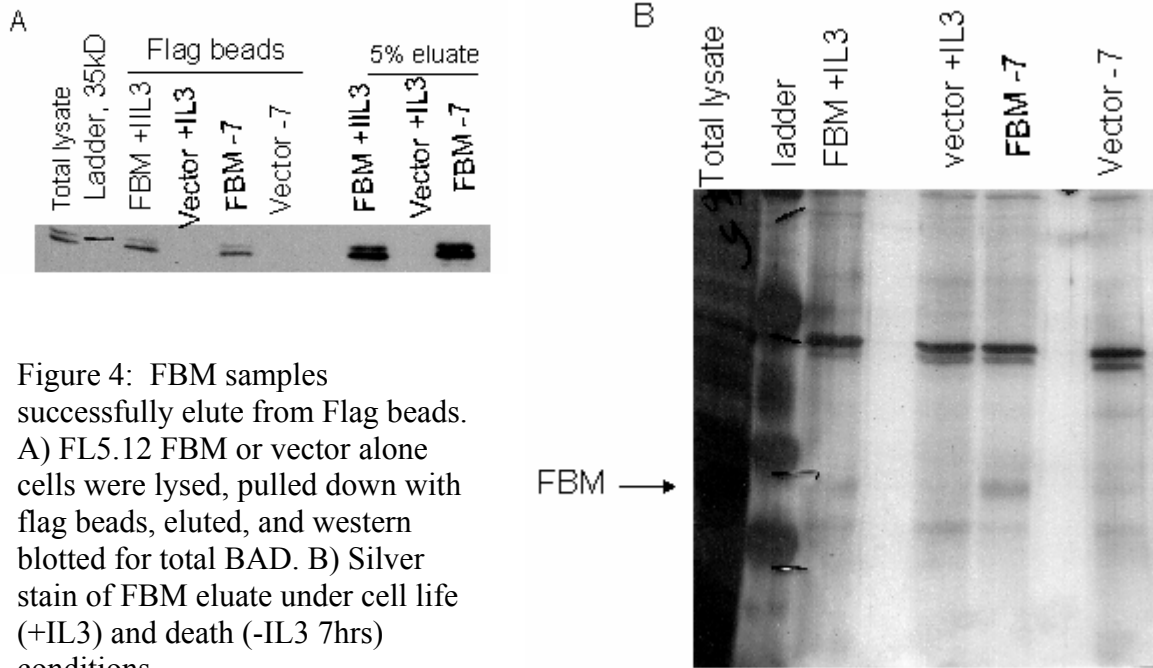 A
Total lysate
Ladder, 35kD
Flag beads
FBM +IIL3
Vector +IL3
FBM -7
Vector -7
5% eluate
FBM +IIL3
Vector +IL3
FBM -7
Figure 4: FBM samples
successfully elute from Flag beads.
A) FL5.12 FBM or vector alone
cells were lysed, pulled down with
flag beads, eluted, and western
blotted for total BAD. B) Silver
stain of FBM eluate under cell life
(+IL3) and death (-IL3 7hrs)
B
Total lysate
ladder
FBM +IL3
vector +IL3
FBM -7
Vector -7
FBM